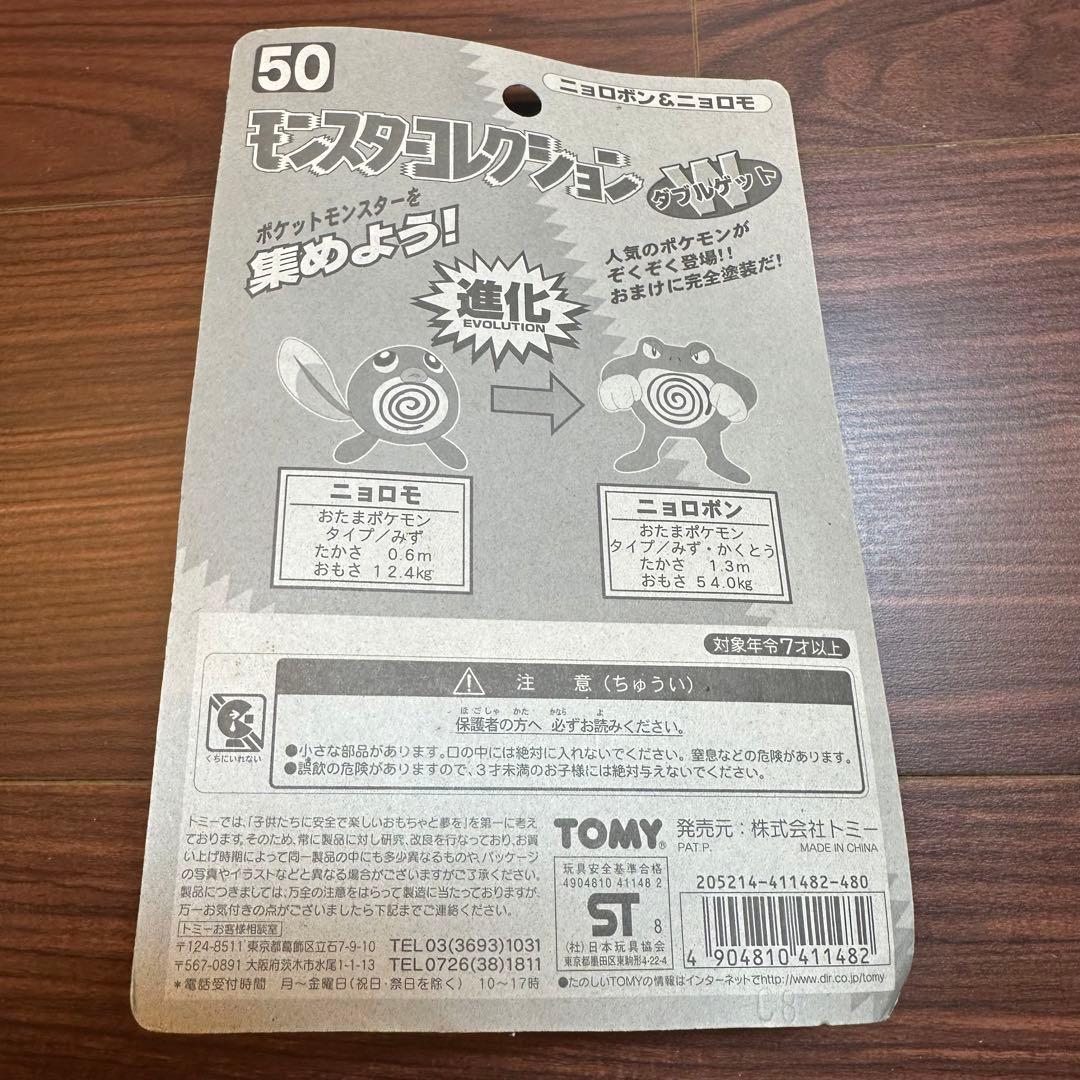 50
ニョロボン&ニョロモ
モンスターコレクション
W
ダブルゲット
ポケットモンスターを
集めよう!
人気のポケモンが
ぞくぞく登場!!
おまけに完全塗装だ!
進化
EVOLUTION
ニョロモ
おたまポケモン
タイプ/みず
たかさ 0.6m
おもさ 12.4kg
ニョロボン
おたまポケモン
タイプ/みず・かくとう
たかさ 1.3m
おもさ 54.0kg
対象年令7才以上
くちにいれない
注 意(ちゅうい)
ほごしゃ かた かなら よ
保護者の方へ 必ずお読みください。
●小さな部品があります。口の中には絶対に入れないでください。窒息などの危険があります。
●誤飲の危険がありますので、3才未満のお子様には絶対与えないでください。
トミーでは、「子供たちに安全で楽しいおもちゃと夢を」を第一に考え
ております。そのため、常に製品に対し研究、改良を行なっており、お買
い上げ時期によって同一製品の中にも多少異なるものや、パッケージ
の写真やイラストなどと異なる場合がございますがご了承ください。
製品につきましては、万全の注意をはらって製造に当たっておりますが、
万一お気付きの点がございましたら下記までご連絡ください。
トミーお客様相談室
〒124-8511 東京都葛飾区立石7-9-10 TEL03(3693)1031
〒567-0891 大阪府茨木市水尾1-1-13 TEL0726(38)1811
*電話受付時間 月~金曜日(祝日・祭日を除く) 10~17時
TOMY®
発売元:株式会社トミー
PAT.P. MADE IN CHINA
玩具安全基準合格
4904810 41148 2
ST 8
(社)日本玩具協会
東京都墨田区東駒形4-22-4
205214-411482-480
4 904810 411482
●たのしいTOMYの情報はインターネットでhttp://www.dir.co.jp/tomy
C8